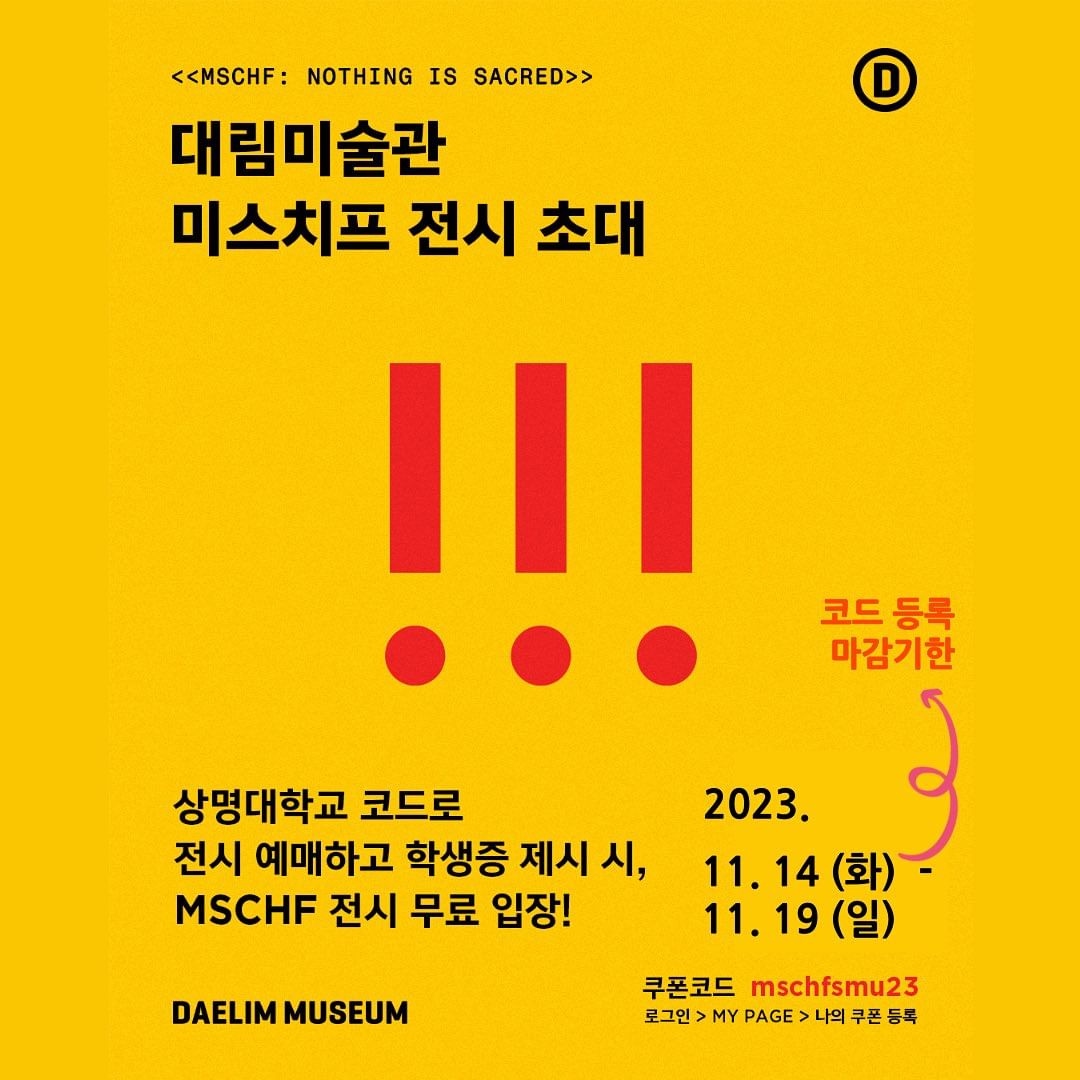 <<MSCHF: NOTHING IS SACRED>>
D
대림미술관
미스치프 전시 초대
!!!
코드 등록
마감기한
상명대학교 코드로
전시 예매하고 학생증 제시 시,
MSCHF 전시 무료 입장!
2023.
11. 14 (화) -
11. 19 (일)
쿠폰코드 mschfsmu23
로그인 > MY PAGE > 나의 쿠폰 등록
DAELIM MUSEUM